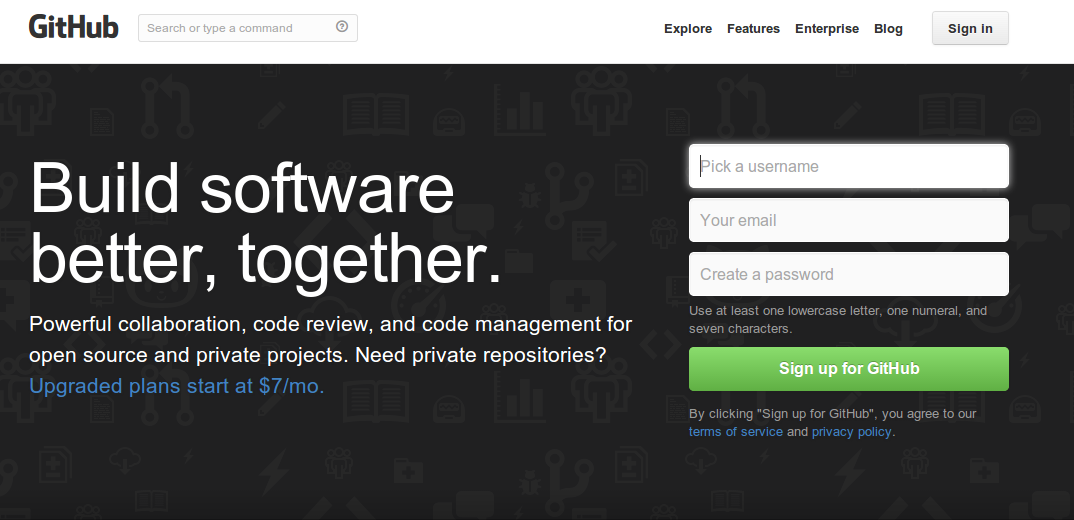 GitHub
Search or type a command
Explore Features Enterprise Blog Sign in
Build software
better, together.
Powerful collaboration, code review, and code management for
open source and private projects. Need private repositories?
Upgraded plans start at $7/mo.
Pick a username
Your email
Create a password
Use at least one lowercase letter, one numeral, and
seven characters.
Sign up for GitHub
By clicking "Sign up for GitHub", you agree to our
terms of service and privacy policy.